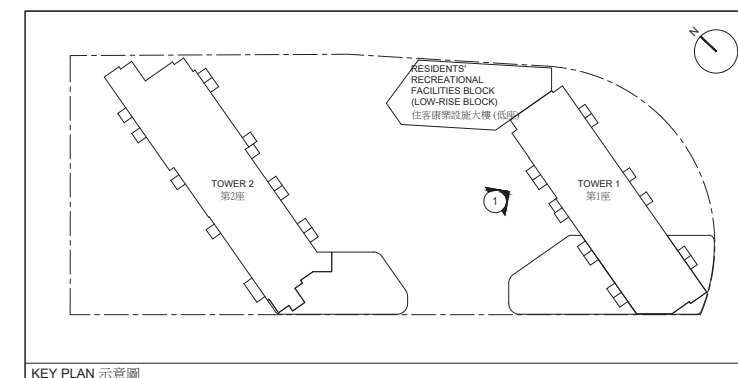 N
RESIDENTS'
RECREATIONAL
FACILITIES BLOCK
(LOW-RISE BLOCK)
住客康樂設施大樓 (低座)
TOWER 2
第2座
TOWER 1
第1座
1
KEY PLAN 示意圖